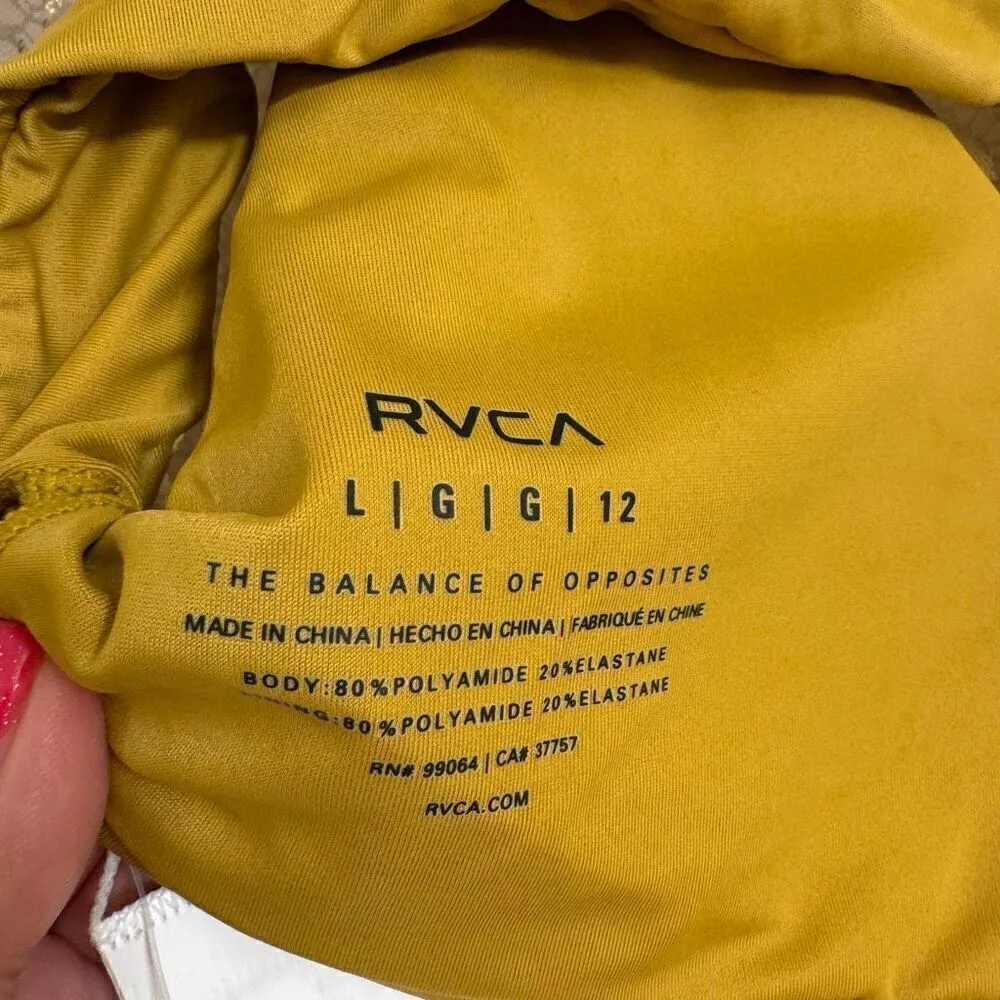 RVCA
L | G | G | 12
THE BALANCE OF OPPOSITES
MADE IN CHINA | HECHO EN CHINA | FABRIQUÉ EN CHINE
BODY:80%POLYAMIDE 20%ELASTANE
:80%POLYAMIDE 20%ELASTANE
RN# 99064 | CA# 37757
RVCA.COM